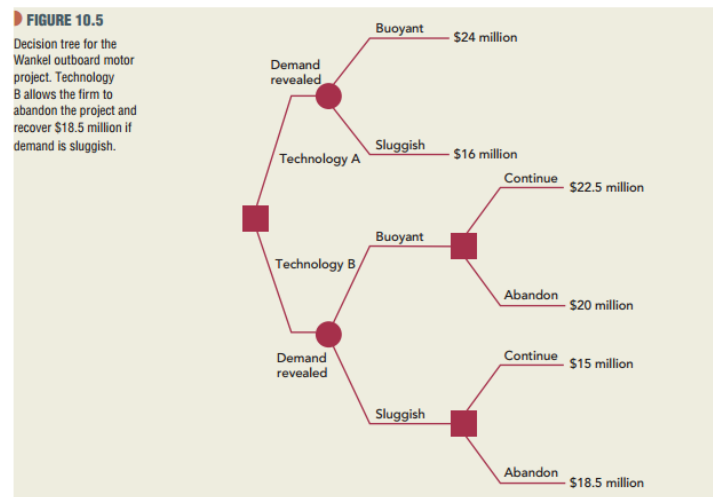 FIGURE 10.5
Decision tree for the
Wankel outboard motor
project. Technology
B allows the firm to
abandon the project and
recover $18.5 million if
demand is sluggish.
Buoyant
$24 million
Demand
revealed
Sluggish
$16 million
Technology A
Continue
$22.5 million
Buoyant
Technology B
Abandon
$20 million
Demand
revealed
Continue
$15 million
Sluggish
Abandon
$18.5 million